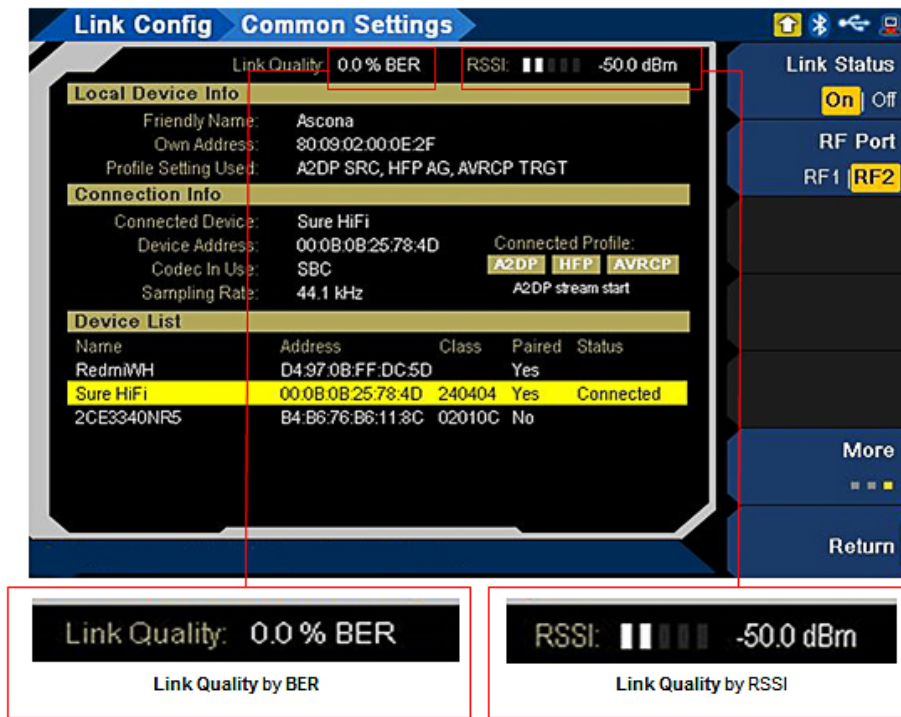 Link Config Common Settings
Link Quality: 0.0 % BER RSSI: -50.0 dBm
Link Status
On | Off
RF Port
RF1 | RF2
More
Return
Local Device Info
Friendly Name: Ascona
Own Address: 80:09:02:00:0E:2F
Profile Setting Used: A2DP SRC, HFP AG, AVRCP TRGT
Connection Info
Connected Device: Sure HiFi
Device Address: 00:0B:0B:25:78:4D
Codec In Use: SBC
Sampling Rate: 44.1 kHz
Connected Profile:
A2DP HFP AVRCP
A2DP stream start
Device List
Name Address Class Paired Status
RedmiWH D4:97:0B:FF:DC:5D Yes
Sure HiFi 00:0B:0B:25:78:4D 240404 Yes Connected
2CE3340NR5 B4:B6:76:B6:11:8C 02010C No
Link Quality: 0.0 % BER
Link Quality by BER
RSSI: -50.0 dBm
Link Quality by RSSI